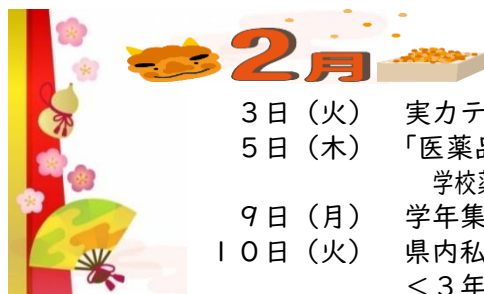 2月
3日（火）　実力テ
5日（木）　「医薬品
学校薬
9日（月）　学年集
10日（火）　県内私
＜3年